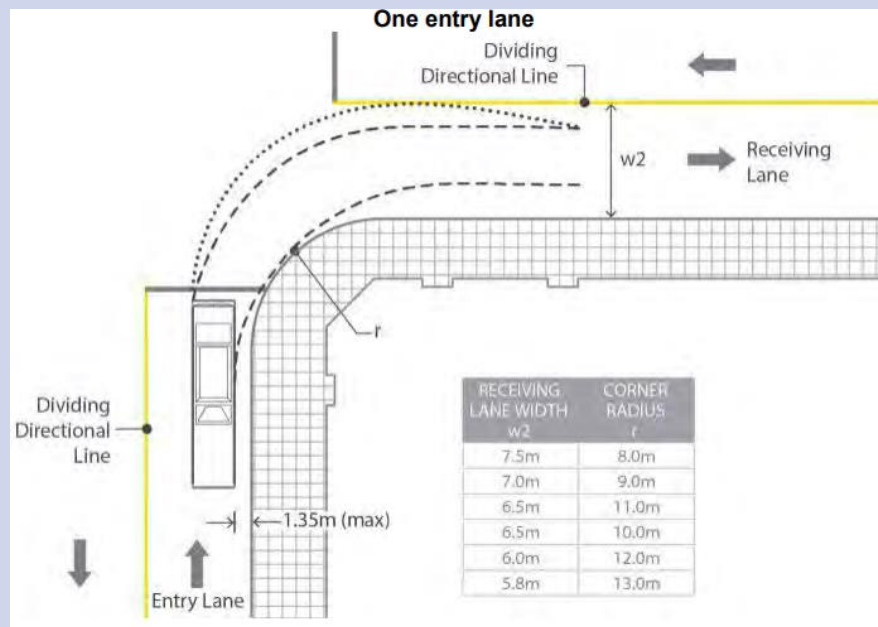 One entry lane
Dividing
Directional Line
w2
Receiving
Lane
r
Dividing
Directional
Line
1.35m (max)
Entry Lane
RECEIVING LANE WIDTH w2 CORNER RADIUS r
7.5m 8.0m
7.0m 9.0m
6.5m 11.0m
6.5m 10.0m
6.0m 12.0m
5.8m 13.0m